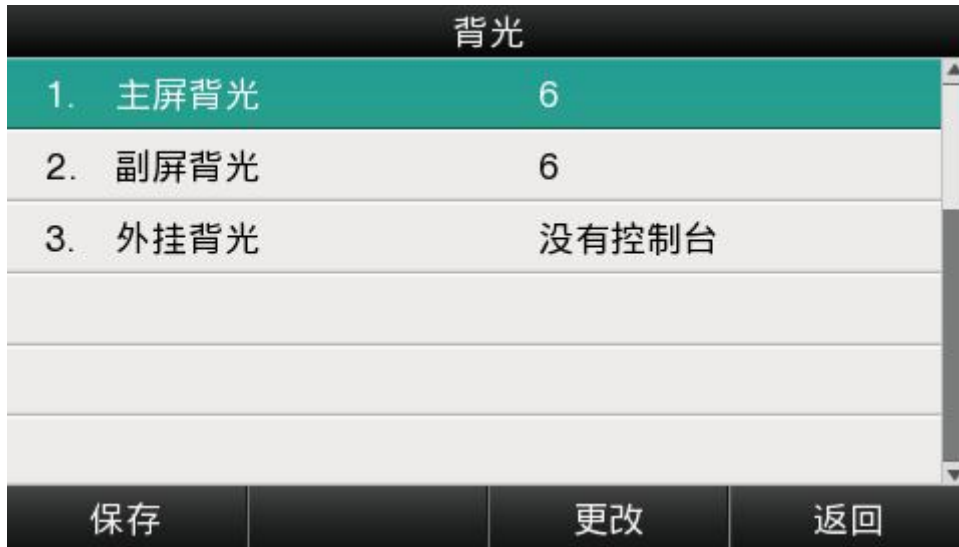 背光
1. 主屏背光 6
2. 副屏背光 6
3. 外挂背光 没有控制台
保存 更改 返回